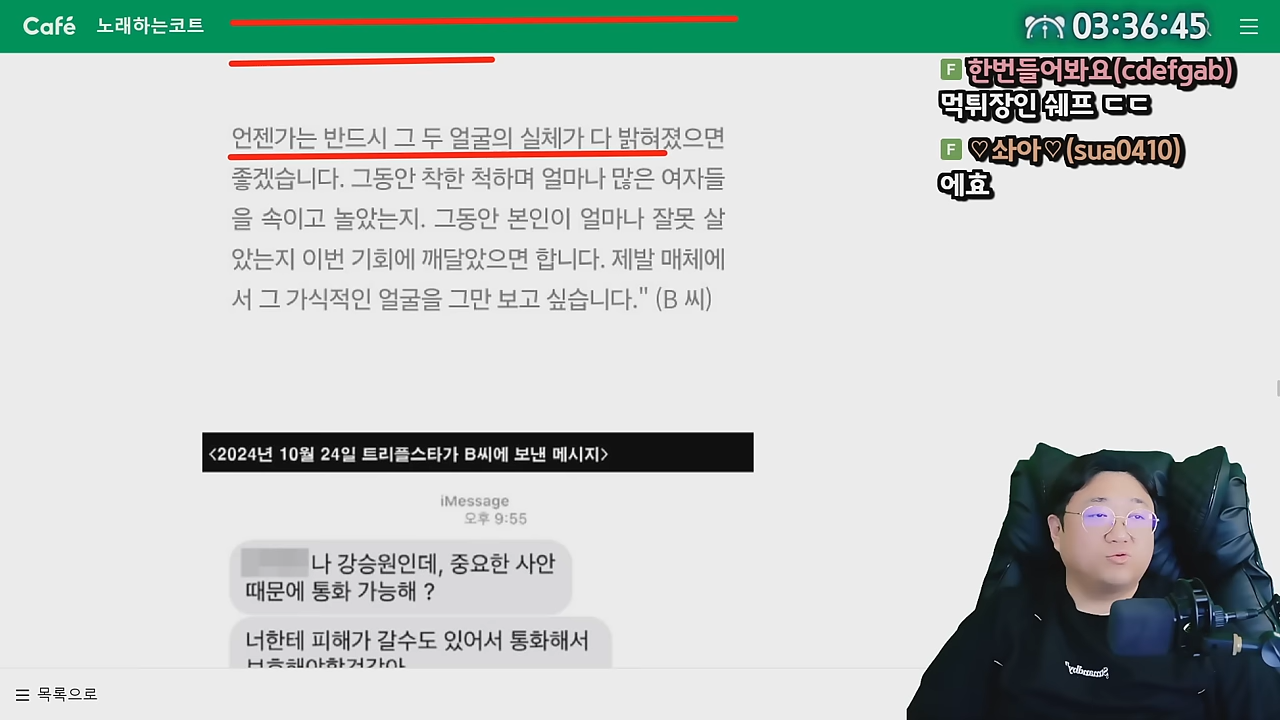 Café 노래하는코트
03:36:45
한번들어봐요(cdefgab)
먹튀장인 쉐프 ㄷㄷ
♡솨아♡(sua0410)
에효
언젠가는 반드시 그 두 얼굴의 실체가 다 밝혀졌으면
좋겠습니다. 그동안 착한 척하며 얼마나 많은 여자들
을 속이고 놀았는지. 그동안 본인이 얼마나 잘못 살
았는지 이번 기회에 깨달았으면 합니다. 제발 매체에
서 그 가식적인 얼굴을 그만 보고 싶습니다." (B 씨)
<2024년 10월 24일 트리플스타가 B씨에 보낸 메시지>
iMessage
오후 9:55
나 강승원인데, 중요한 사안
때문에 통화 가능해 ?
너한테 피해가 갈수도 있어서 통화해서
목록으로